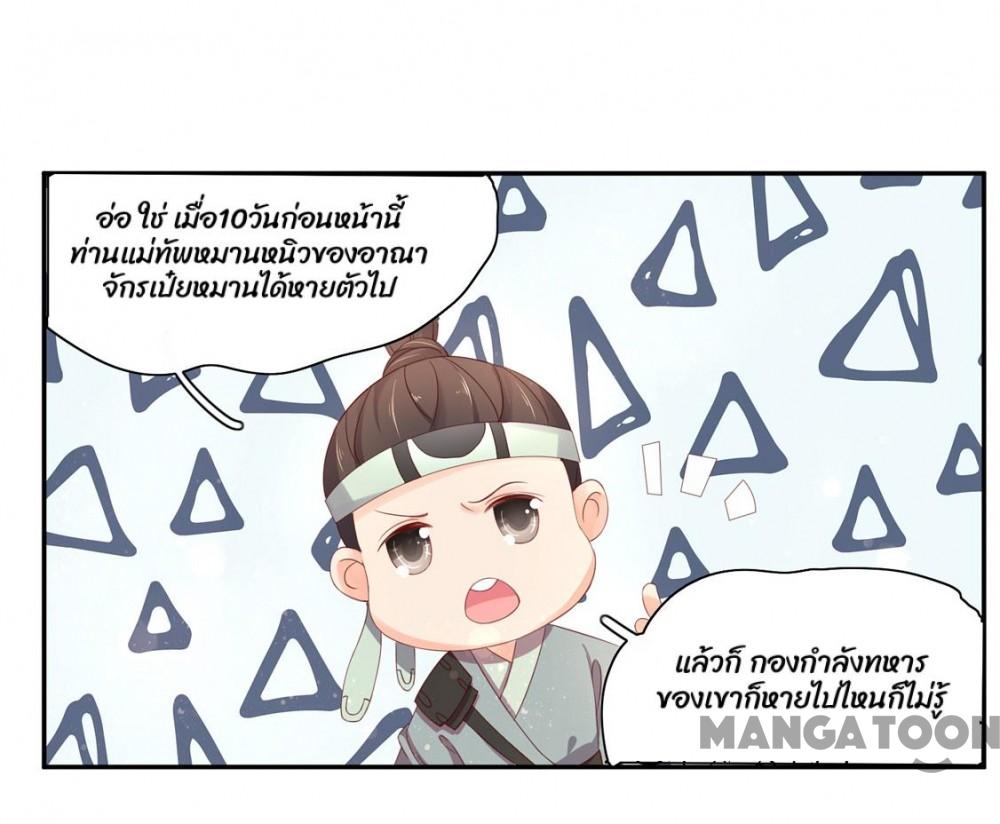 อ่อ ใช่ เมื่อ10วันก่อนหน้านี้
ท่านแม่ทัพหมานหนิวของอาณา
จักรเป๋ยหมานได้หายตัวไป
แล้วก็ กองกำลังทหาร
ของเขาก็หายไปไหนก็ไม่รู้
MANGATOON